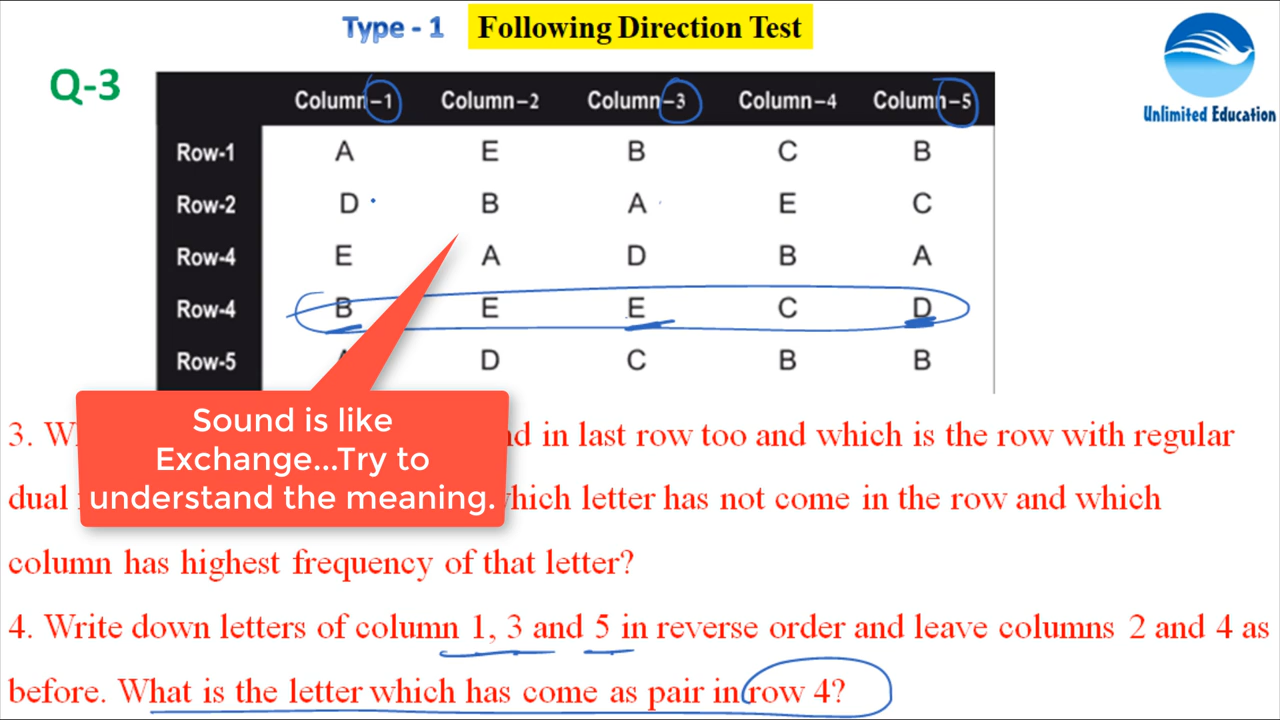 Type - 1 Following Direction Test
Unlimited Education
Q-3
Column-1 Column-2 Column-3 Column-4 Column-5
Row-1 A E B C B
Row-2 D B A E C
Row-4 E A D B A
Row-4 B E E C D
Row-5 D C B B
Sound is like
Exchange...Try to
understand the meaning.
3. in last row too and which is the row with regular
dual which letter has not come in the row and which
column has highest frequency of that letter?
4. Write down letters of column 1, 3 and 5 in reverse order and leave columns 2 and 4 as
before. What is the letter which has come as pair in row 4?